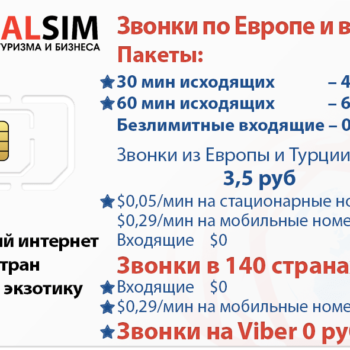 ALSIM
ТУРИЗМА И БИЗНЕСА
Звонки по Европе и в
Пакеты:
30 мин исходящих – 4
60 мин исходящих – 6
Безлимитные входящие – 0
Звонки из Европы и Турции
3,5 руб
$0,05/мин на стационарные но
$0,29/мин на мобильные номе
Входящие $0
Звонки в 140 страна
Входящие $0
$0,29/мин на мобильные номе
Звонки на Viber 0 ру
й интернет
тран
экзотику